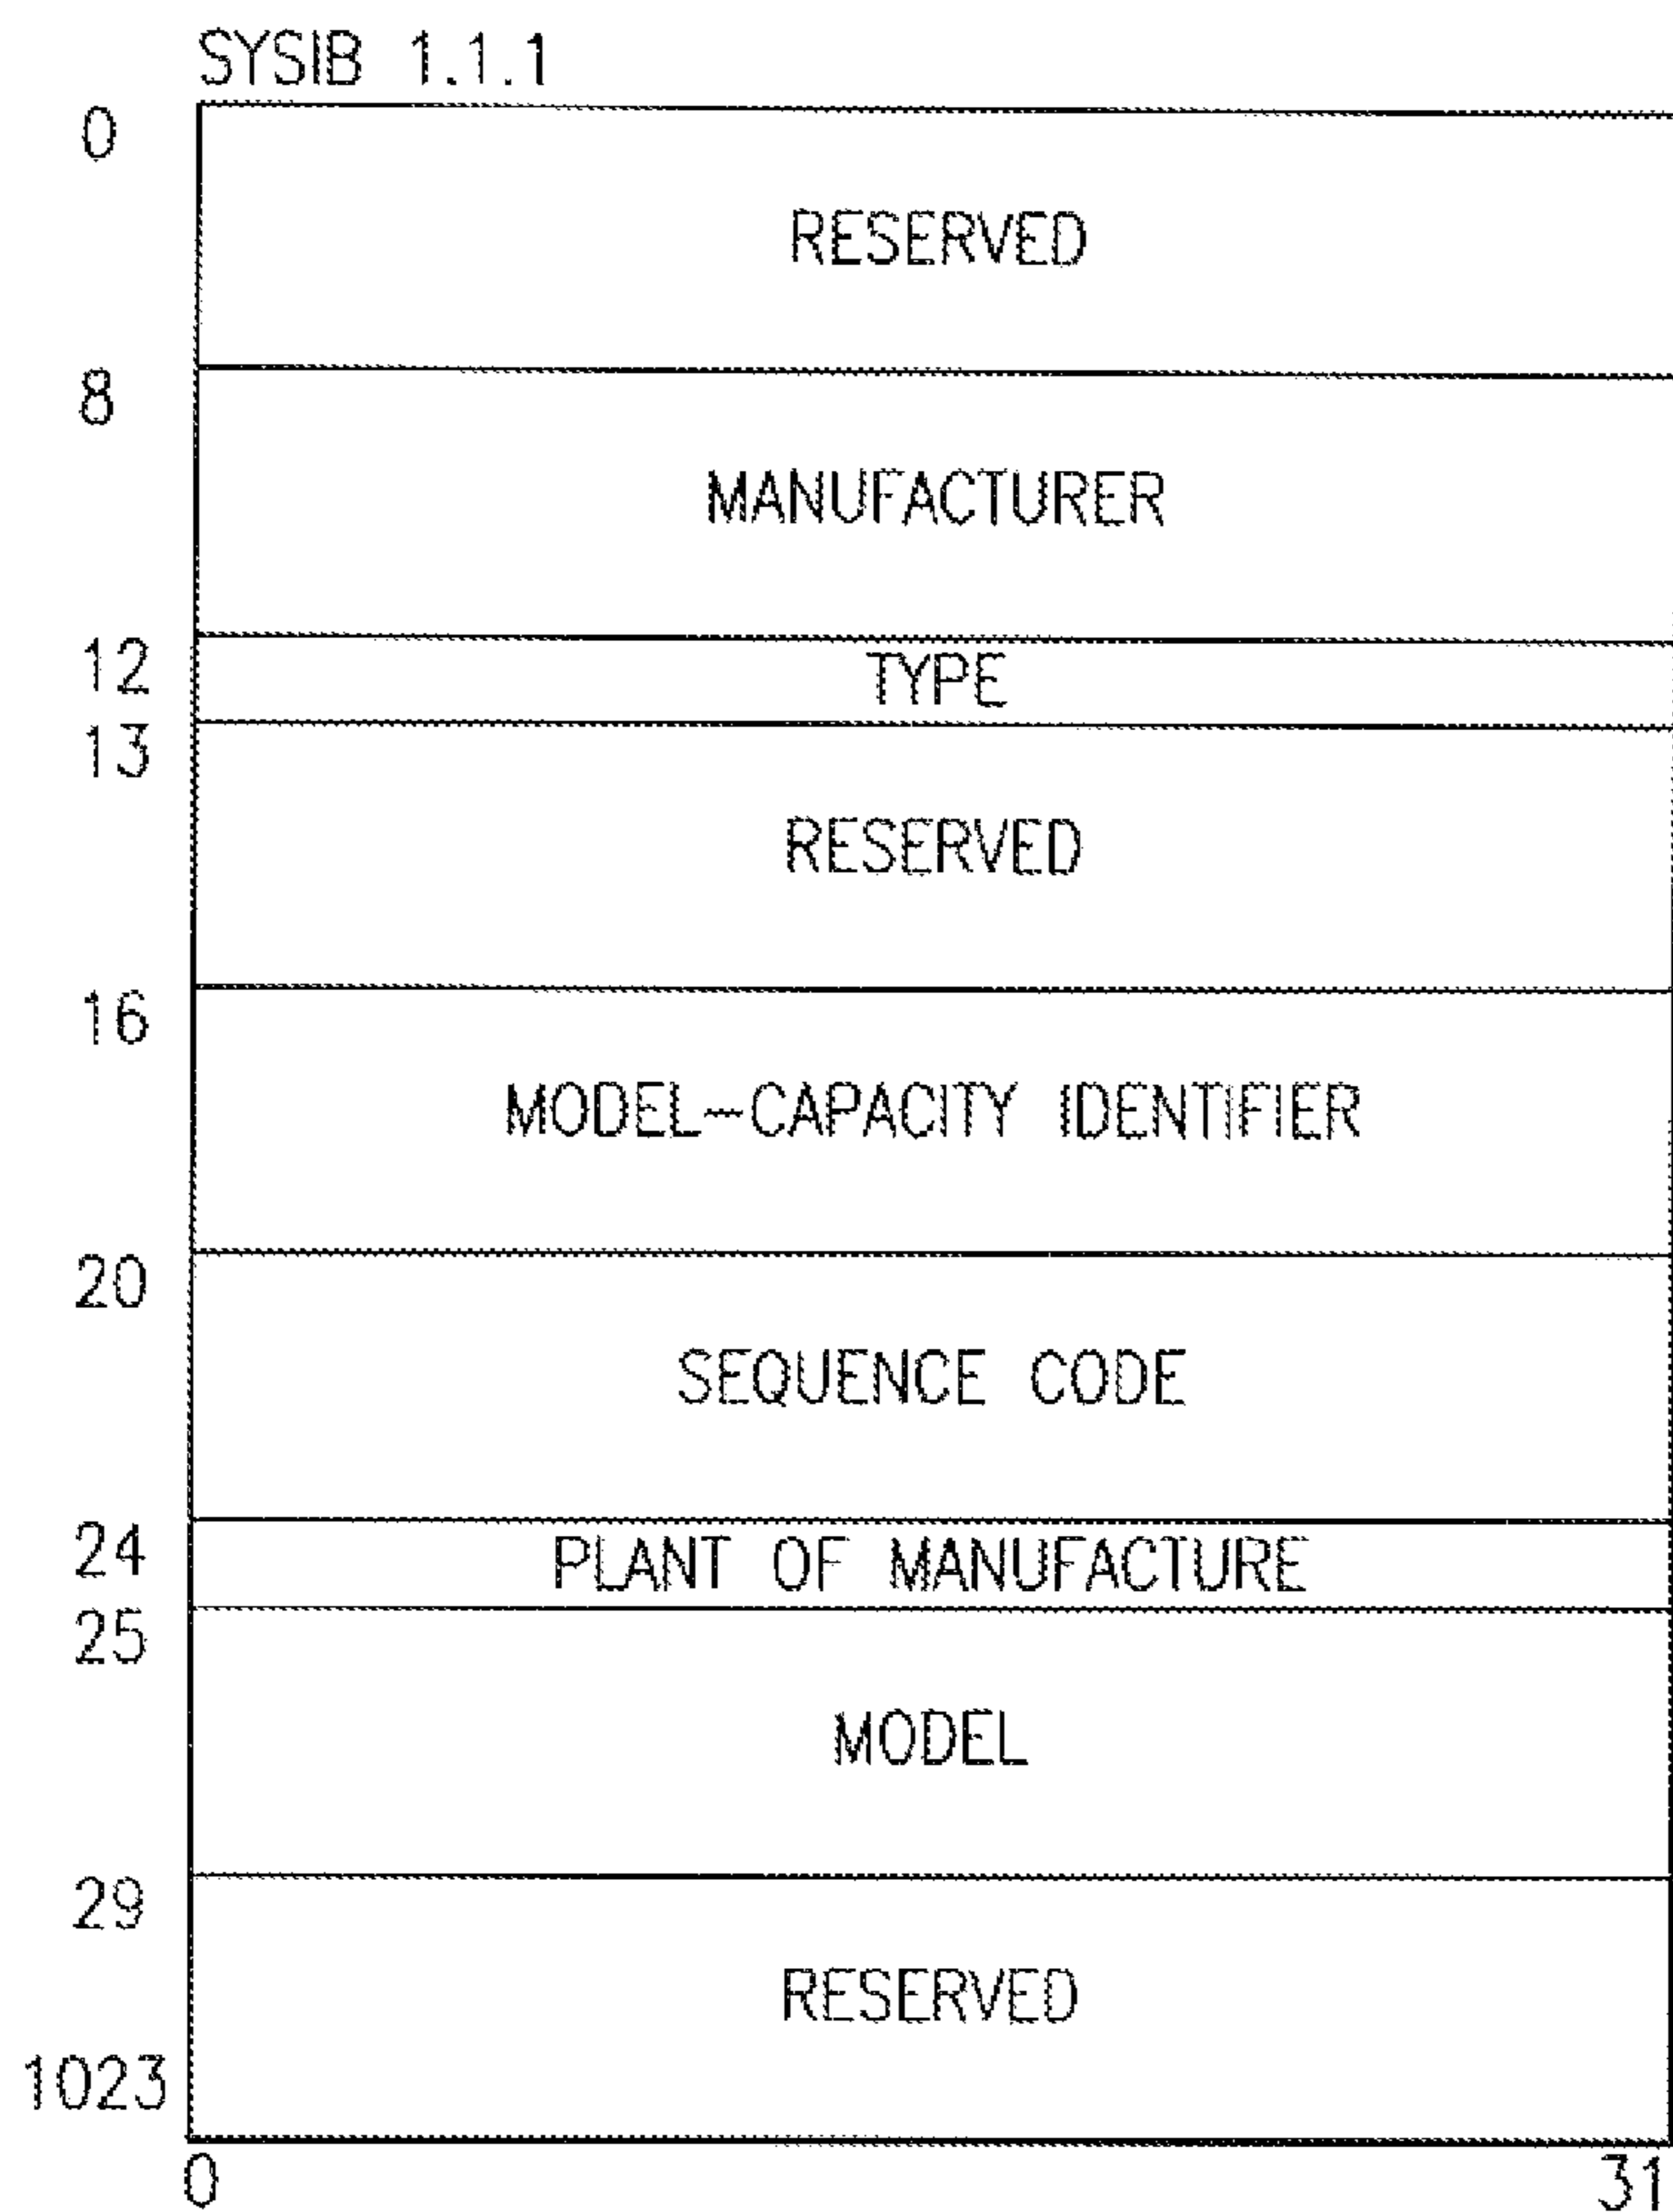 SYSIB 1.1.1
0
RESERVED
8
MANUFACTURER
12
TYPE
13
RESERVED
16
MODEL-CAPACITY IDENTIFIER
20
SEQUENCE CODE
24
PLANT OF MANUFACTURE
25
MODEL
29
RESERVED
1023
0 31